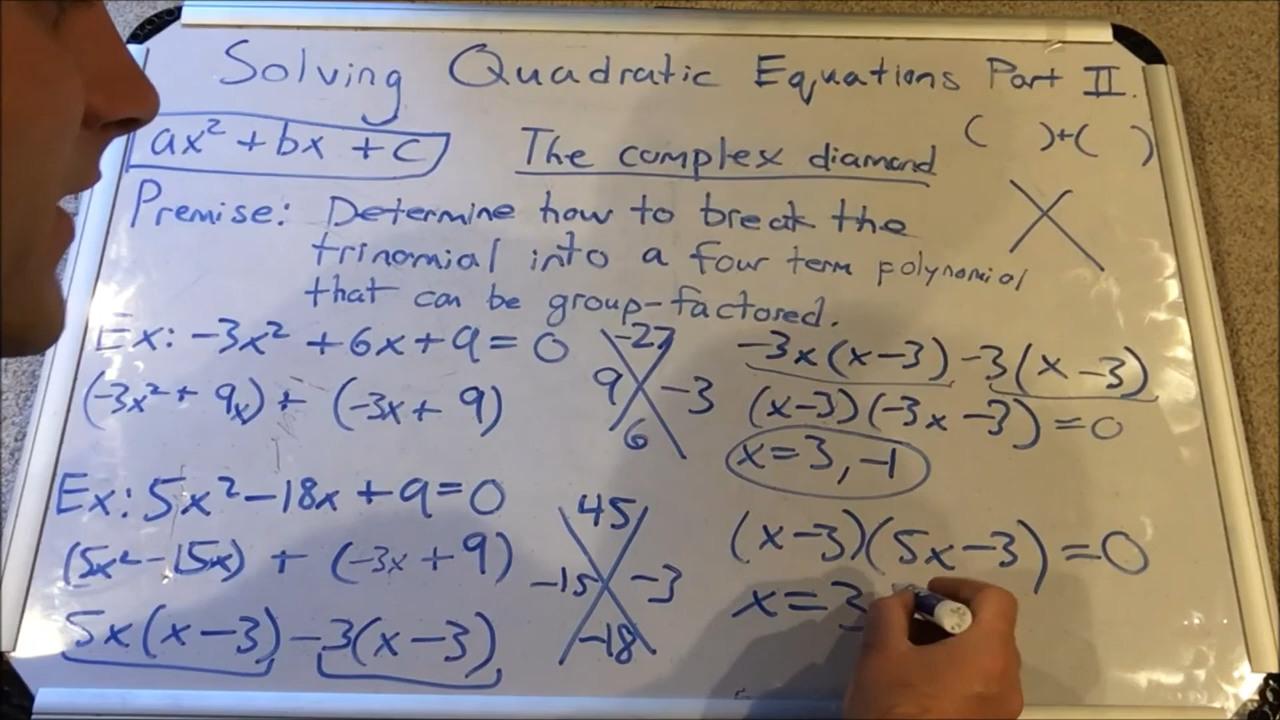 Solving Quadratic Equations Part II.
ax² + bx + c
The complex diamond
( )+( )
Premise: Determine how to break the
trinomial into a four term polynomial
that can be group-factored.
Ex: -3x² + 6x + 9 = 0
(-3x² + 9x) + (-3x + 9)
-27
9 -3
6
-3x(x-3) -3(x-3)
(x-3)(-3x-3) = 0
x = 3, -1
Ex: 5x² - 18x + 9 = 0
(5x² - 15x) + (-3x + 9)
5x(x-3) -3(x-3)
45
-15 -3
-18
(x-3)(5x-3) = 0
x = 3